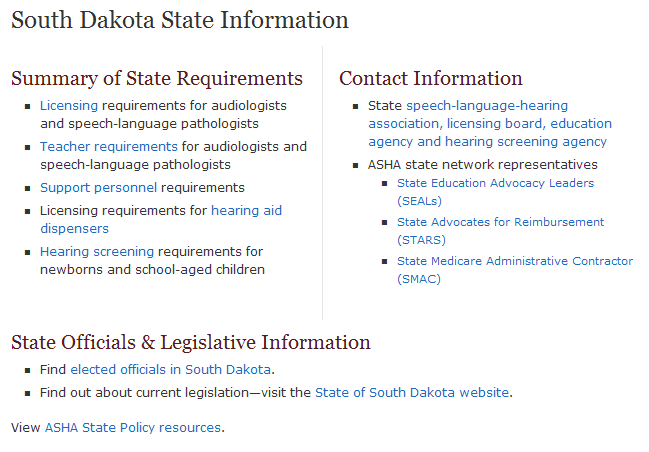 South Dakota State Information
Summary of State Requirements
Licensing requirements for audiologists
and speech-language pathologists
Teacher requirements for audiologists and
speech-language pathologists
Support personnel requirements
Licensing requirements for hearing aid
dispensers
Hearing screening requirements for
newborns and school-aged children
Contact Information
State speech-language-hearing
association, licensing board, education
agency and hearing screening agency
ASHA state network representatives
State Education Advocacy Leaders
(SEALs)
State Advocates for Reimbursement
(STARS)
State Medicare Administrative Contractor
(SMAC)
State Officials & Legislative Information
Find elected officials in South Dakota.
Find out about current legislation—visit the State of South Dakota website.
View ASHA State Policy resources.